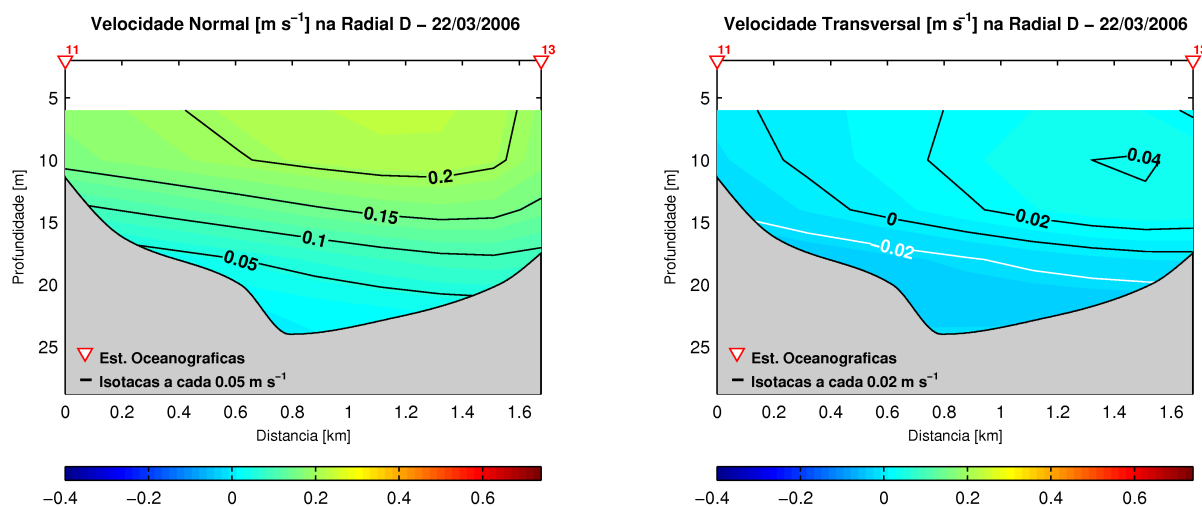 Velocidade Normal [m s⁻¹] na Radial D − 22/03/2006
11
13
5
10
15
20
25
Profundidade [m]
0.2
0.15
0.1
0.05
Est. Oceanograficas
Isotacas a cada 0.05 m s⁻¹
0 0.2 0.4 0.6 0.8 1 1.2 1.4 1.6
Distancia [km]
−0.4 −0.2 0 0.2 0.4 0.6
Velocidade Transversal [m s⁻¹] na Radial D − 22/03/2006
11
13
5
10
15
20
25
Profundidade [m]
0.04
0.02
0
−0.02
Est. Oceanograficas
Isotacas a cada 0.02 m s⁻¹
0 0.2 0.4 0.6 0.8 1 1.2 1.4 1.6
Distancia [km]
−0.4 −0.2 0 0.2 0.4 0.6